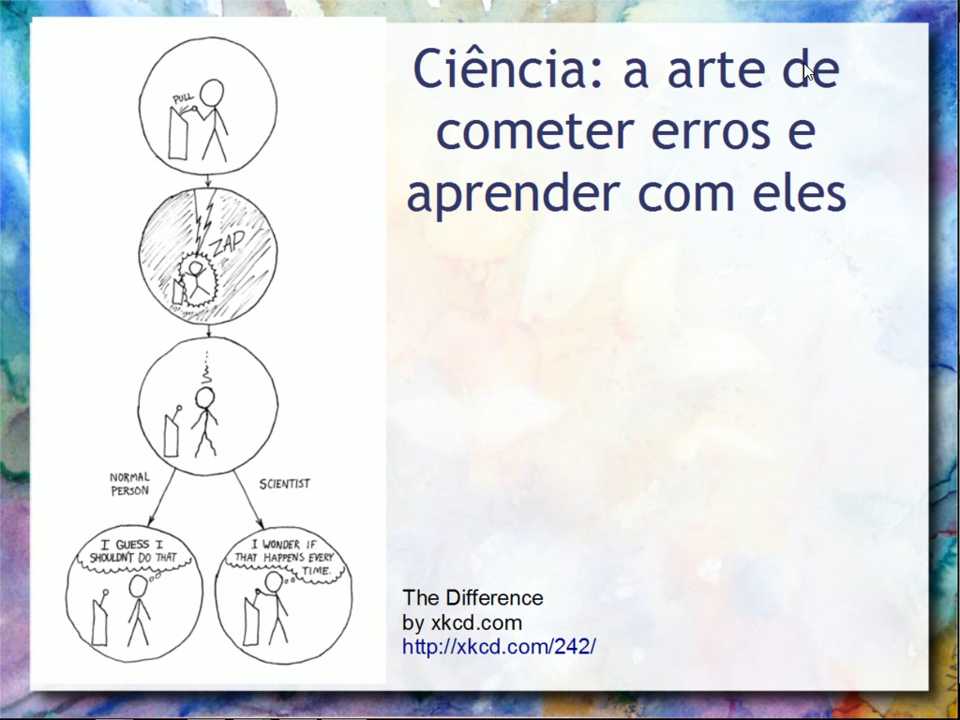 Ciência: a arte de
cometer erros e
aprender com eles
PULL
ZAP
NORMAL
PERSON
SCIENTIST
I GUESS I
SHOULDN'T DO THAT
I WONDER IF
THAT HAPPENS EVERY
TIME.
The Difference
by xkcd.com
http://xkcd.com/242/